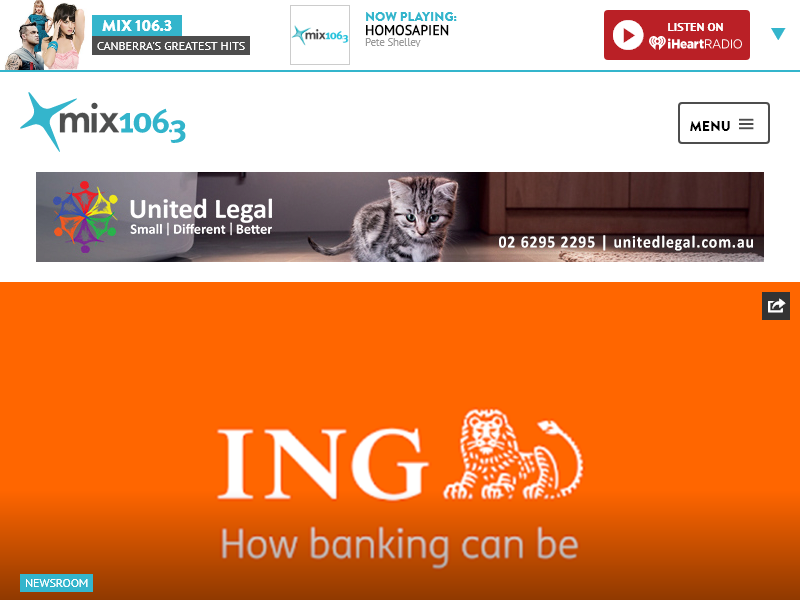 MIX 106.3
CANBERRA'S GREATEST HITS
mix106.3
NOW PLAYING:
HOMOSAPIEN
Pete Shelley
LISTEN ON
iHeartRADIO
mix106.3
MENU
United Legal
Small | Different | Better
02 6295 2295 | unitedlegal.com.au
ING
How banking can be
NEWSROOM